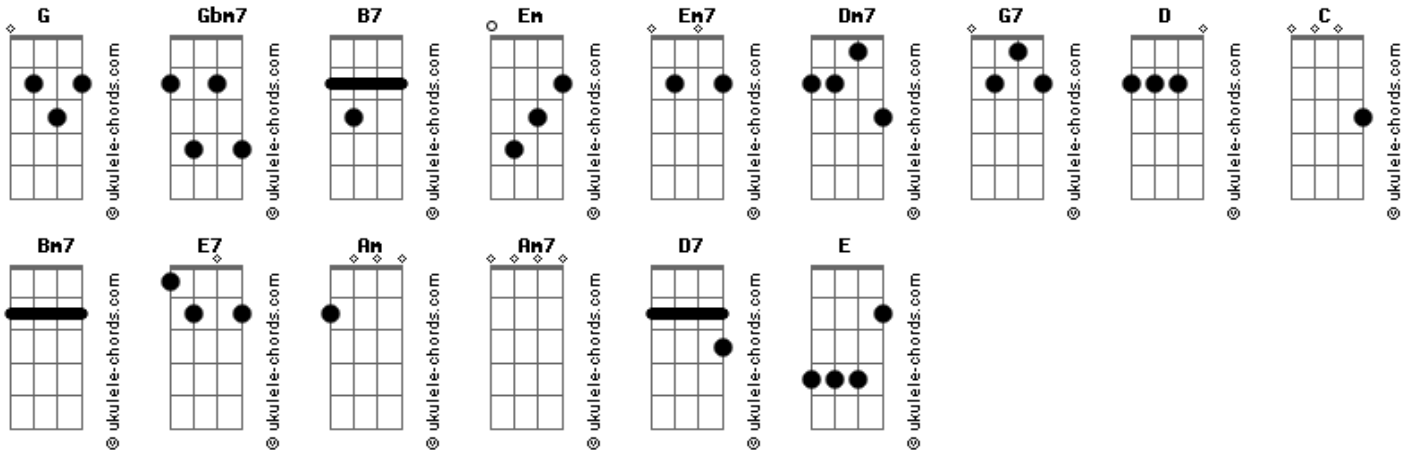 G Gbm7 B7 Em Em7 Dm7 G7 D C
© ukulele-chords.com © ukulele-chords.com © ukulele-chords.com © ukulele-chords.com © ukulele-chords.com © ukulele-chords.com © ukulele-chords.com © ukulele-chords.com © ukulele-chords.com
Bm7 E7 Am Am7 D7 E
© ukulele-chords.com © ukulele-chords.com © ukulele-chords.com © ukulele-chords.com © ukulele-chords.com © ukulele-chords.com